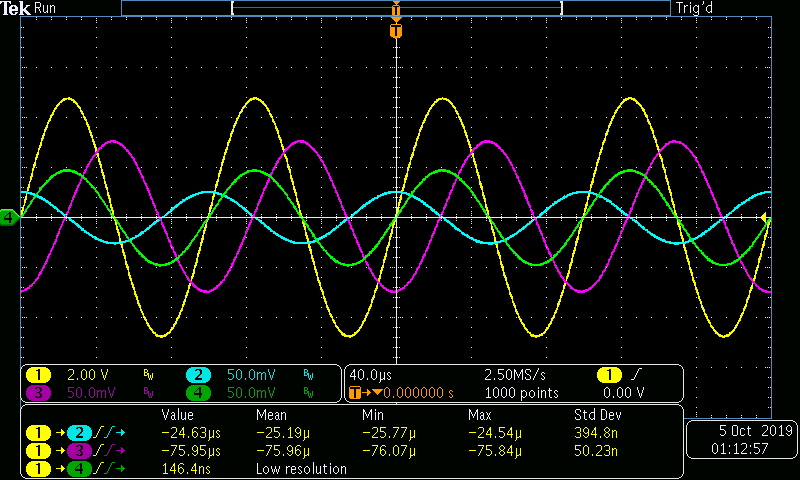 Tek Run Trig'd
T
T
4
1 2.00 V BW 2 50.0mV BW
3 50.0mV BW 4 50.0mV BW
40.0µs 2.50MS/s 1
T→▼0.000000 s 1000 points 0.00 V
Value Mean Min Max Std Dev
1 → 2 → −24.63µs −25.19µ −25.77µ −24.54µ 394.8n
1 → 3 → −75.95µs −75.96µ −76.07µ −75.84µ 50.23n
1 → 4 → 146.4ns Low resolution
5 Oct 2019
01:12:57